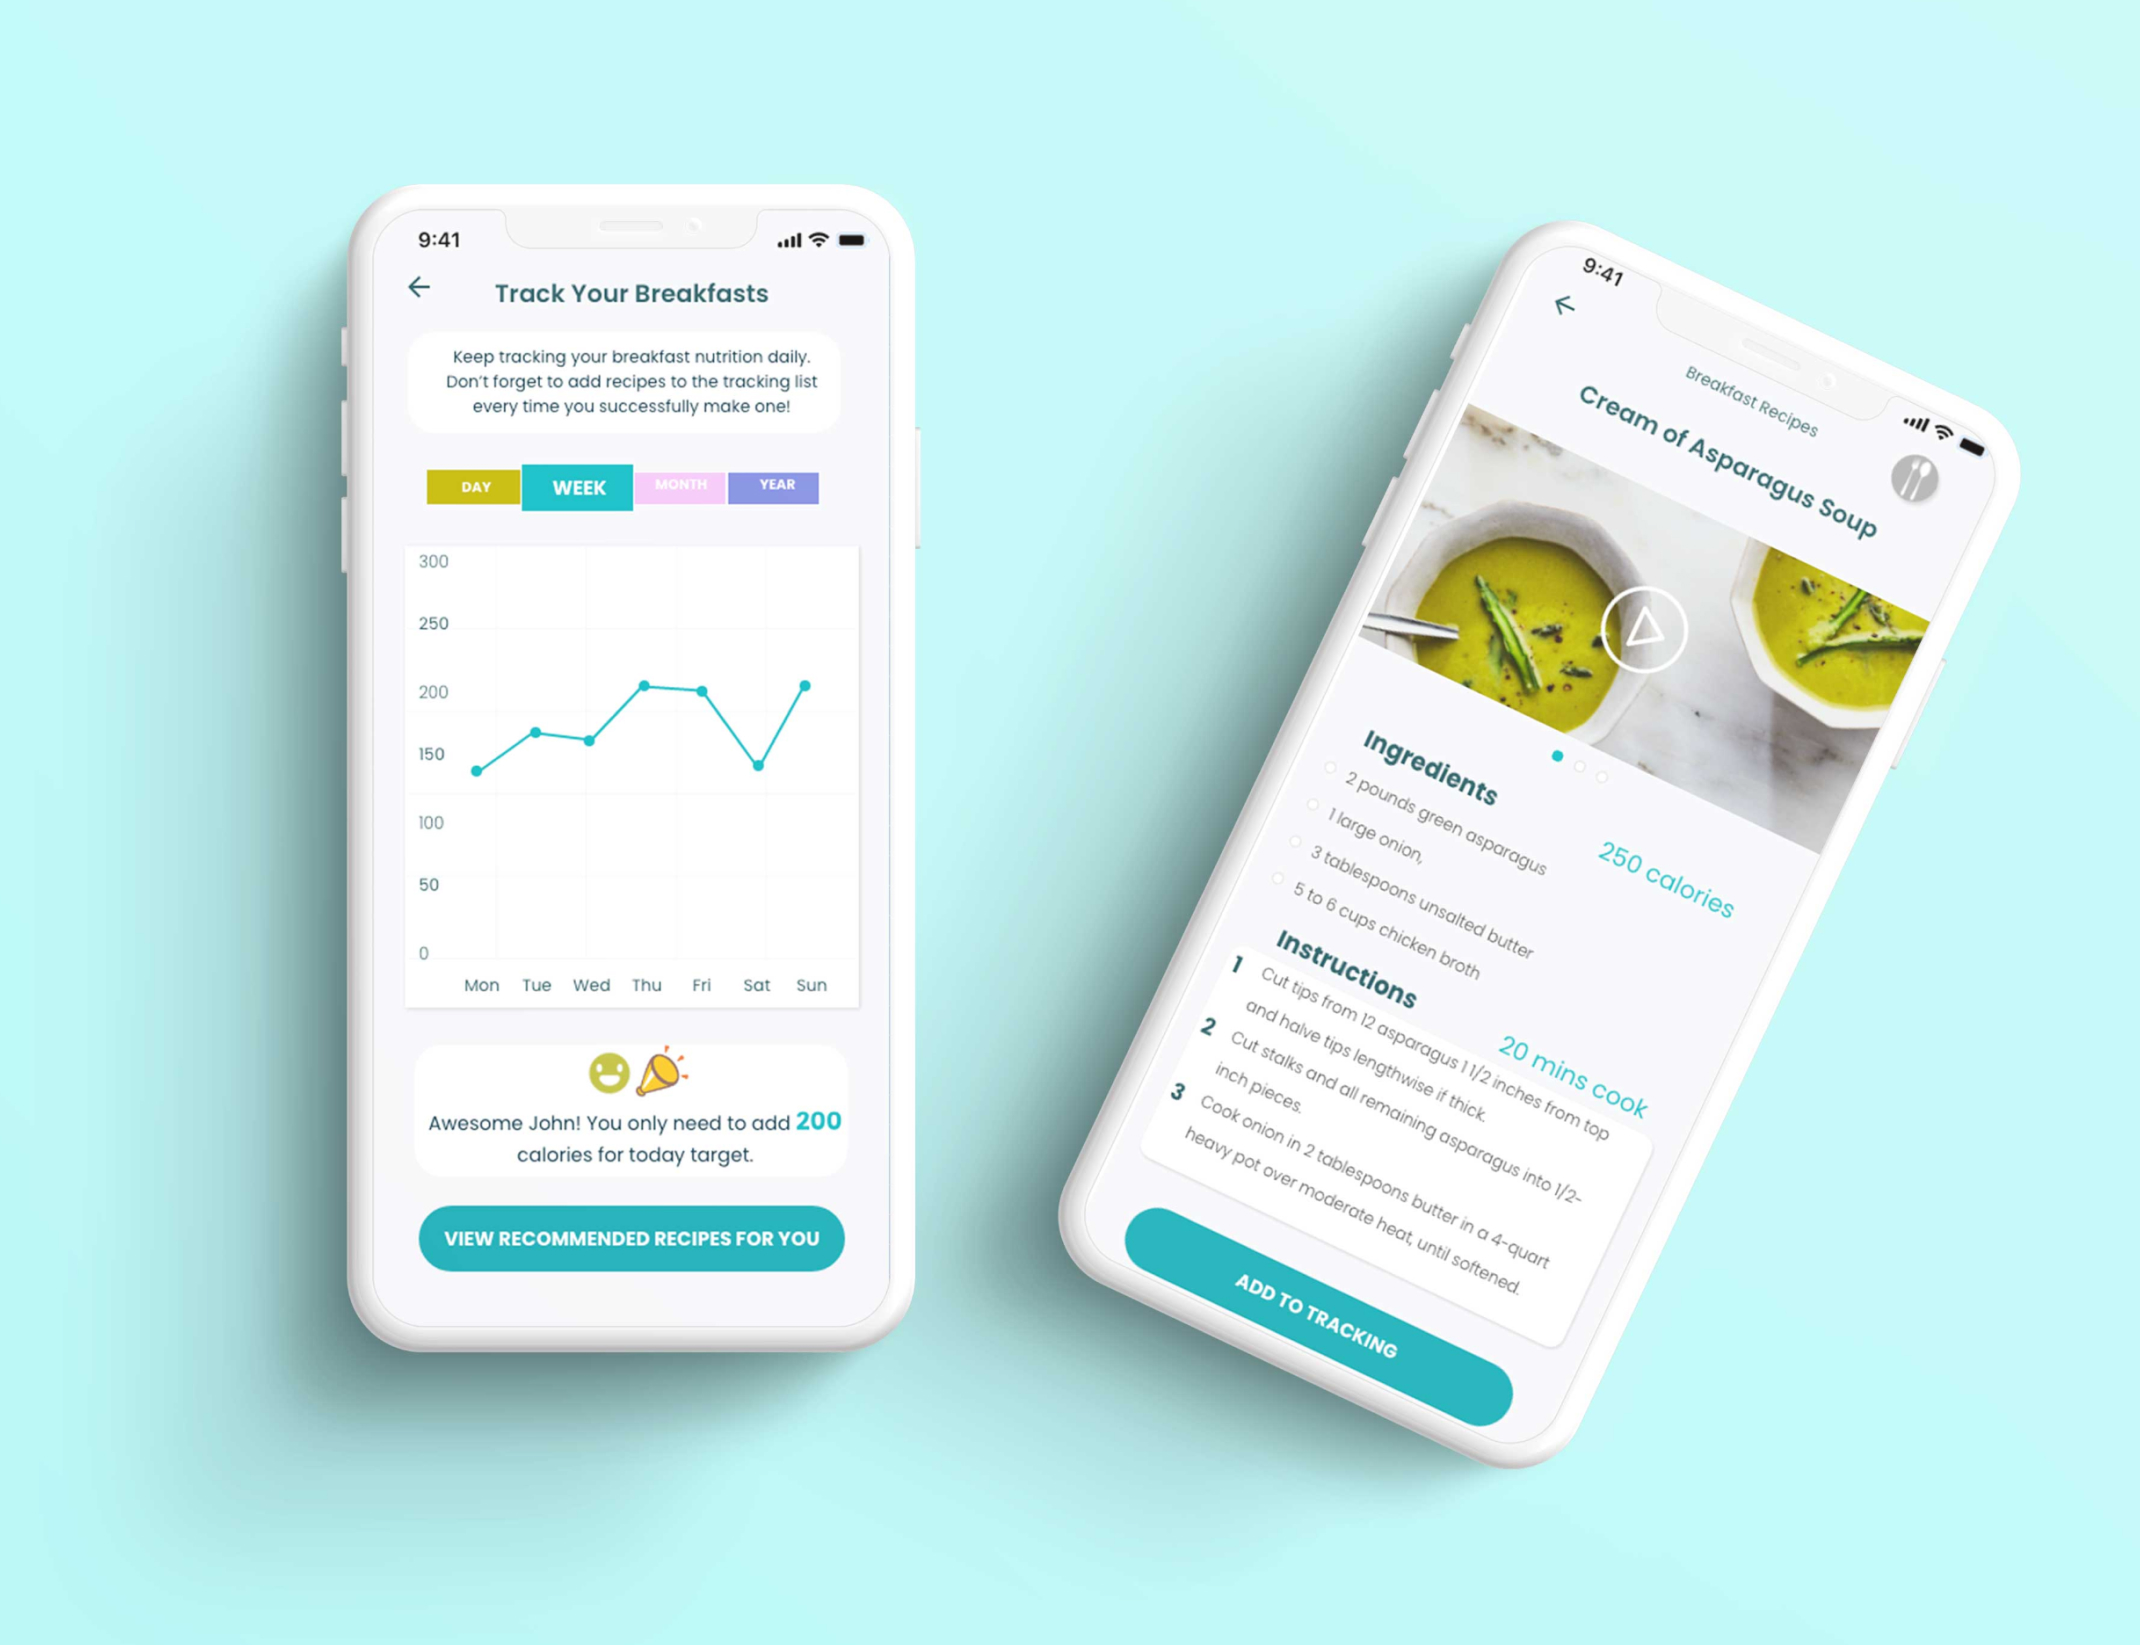 9:41
Track Your Breakfasts
Keep tracking your breakfast nutrition daily.
Don't forget to add recipes to the tracking list
every time you successfully make one!
DAY WEEK MONTH YEAR
300
250
200
150
100
50
0
Mon Tue Wed Thu Fri Sat Sun
Awesome John! You only need to add 200
calories for today target.
VIEW RECOMMENDED RECIPES FOR YOU
9:41
Breakfast Recipes
Cream of Asparagus Soup
Ingredients
2 pounds green asparagus
1 large onion,
3 tablespoons unsalted butter
5 to 6 cups chicken broth
250 calories
Instructions
20 mins cook
1 Cut tips from 12 asparagus 1 1/2 inches from top
and halve tips lengthwise if thick.
2 Cut stalks and all remaining asparagus into 1/2-
inch pieces.
3 Cook onion in 2 tablespoons butter in a 4-quart
heavy pot over moderate heat, until softened.
ADD TO TRACKING